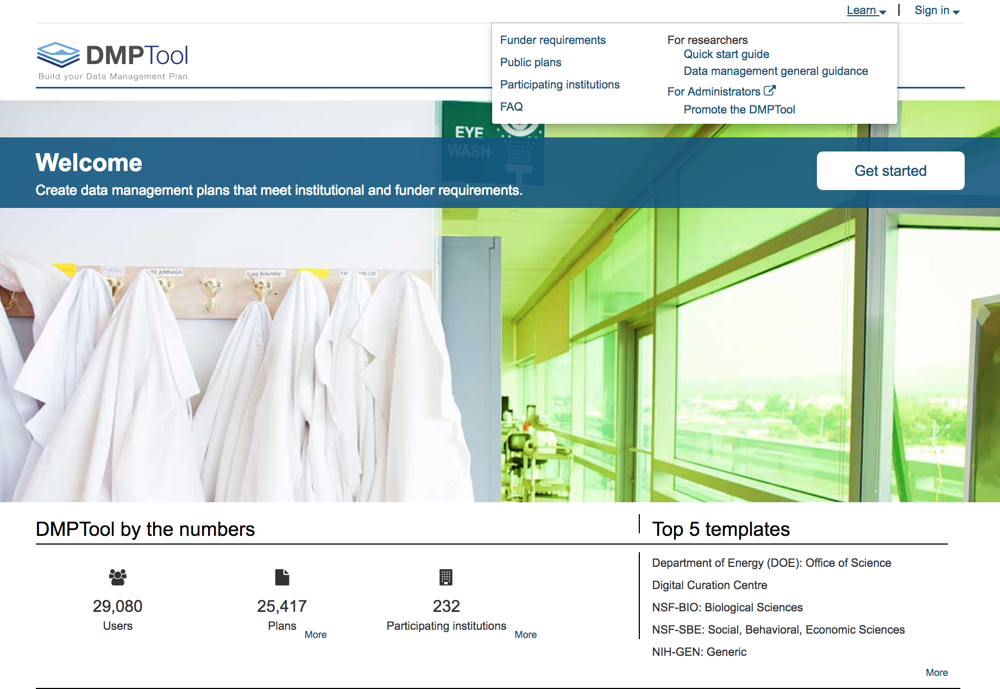 Learn
Sign in
DMPTool
Build your Data Management Plan
Funder requirements
Public plans
Participating institutions
FAQ
For researchers
Quick start guide
Data management general guidance
For Administrators
Promote the DMPTool
EYE
WASH
Welcome
Create data management plans that meet institutional and funder requirements.
Get started
Greg Bolunsky
DMPTool by the numbers
29,080
Users
25,417
Plans
More
232
Participating institutions
More
Top 5 templates
Department of Energy (DOE): Office of Science
Digital Curation Centre
NSF-BIO: Biological Sciences
NSF-SBE: Social, Behavioral, Economic Sciences
NIH-GEN: Generic
More